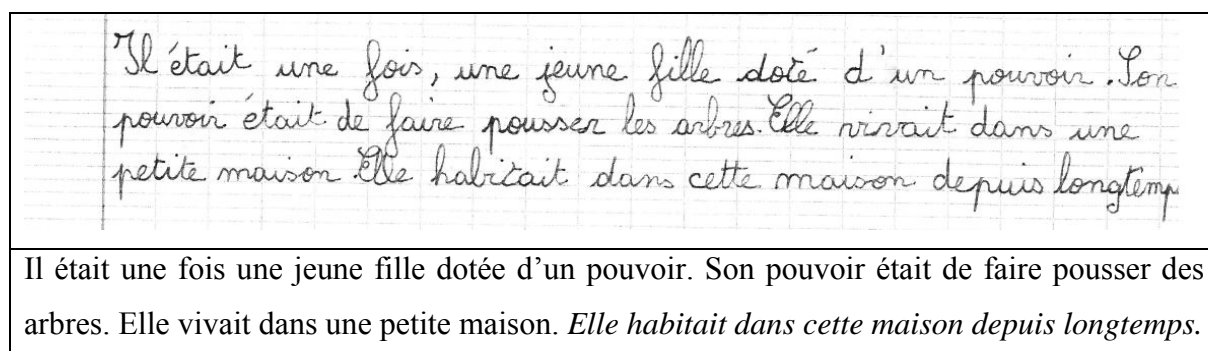 Il était une fois, une jeune fille doté d'un pouvoir. Son
pouvoir était de faire pousser les arbres. Elle vivait dans une
petite maison Elle habitait dans cette maison depuis longtemp
Il était une fois une jeune fille dotée d'un pouvoir. Son pouvoir était de faire pousser des
arbres. Elle vivait dans une petite maison. Elle habitait dans cette maison depuis longtemps.